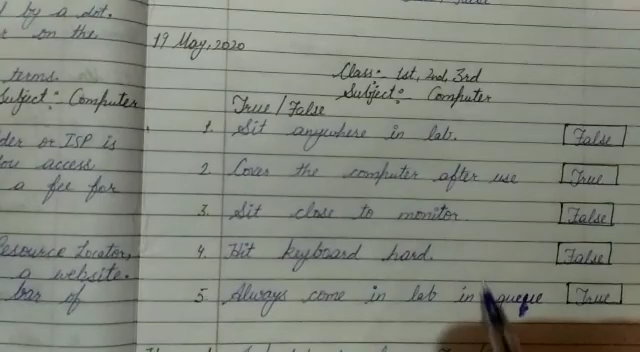 by a dot.
on the
terms.
Subject:- Computer
or ISP is
access
a fee for
Resource Locator,
a website.
bar of
19 May, 2020
Class:- 1st, 2nd, 3rd
Subject:- Computer
True / False
1. Sit anywhere in lab. False
2. Cover the computer after use True
3. Sit close to monitor False
4. Hit keyboard hard. False
5. Always come in lab in queue True